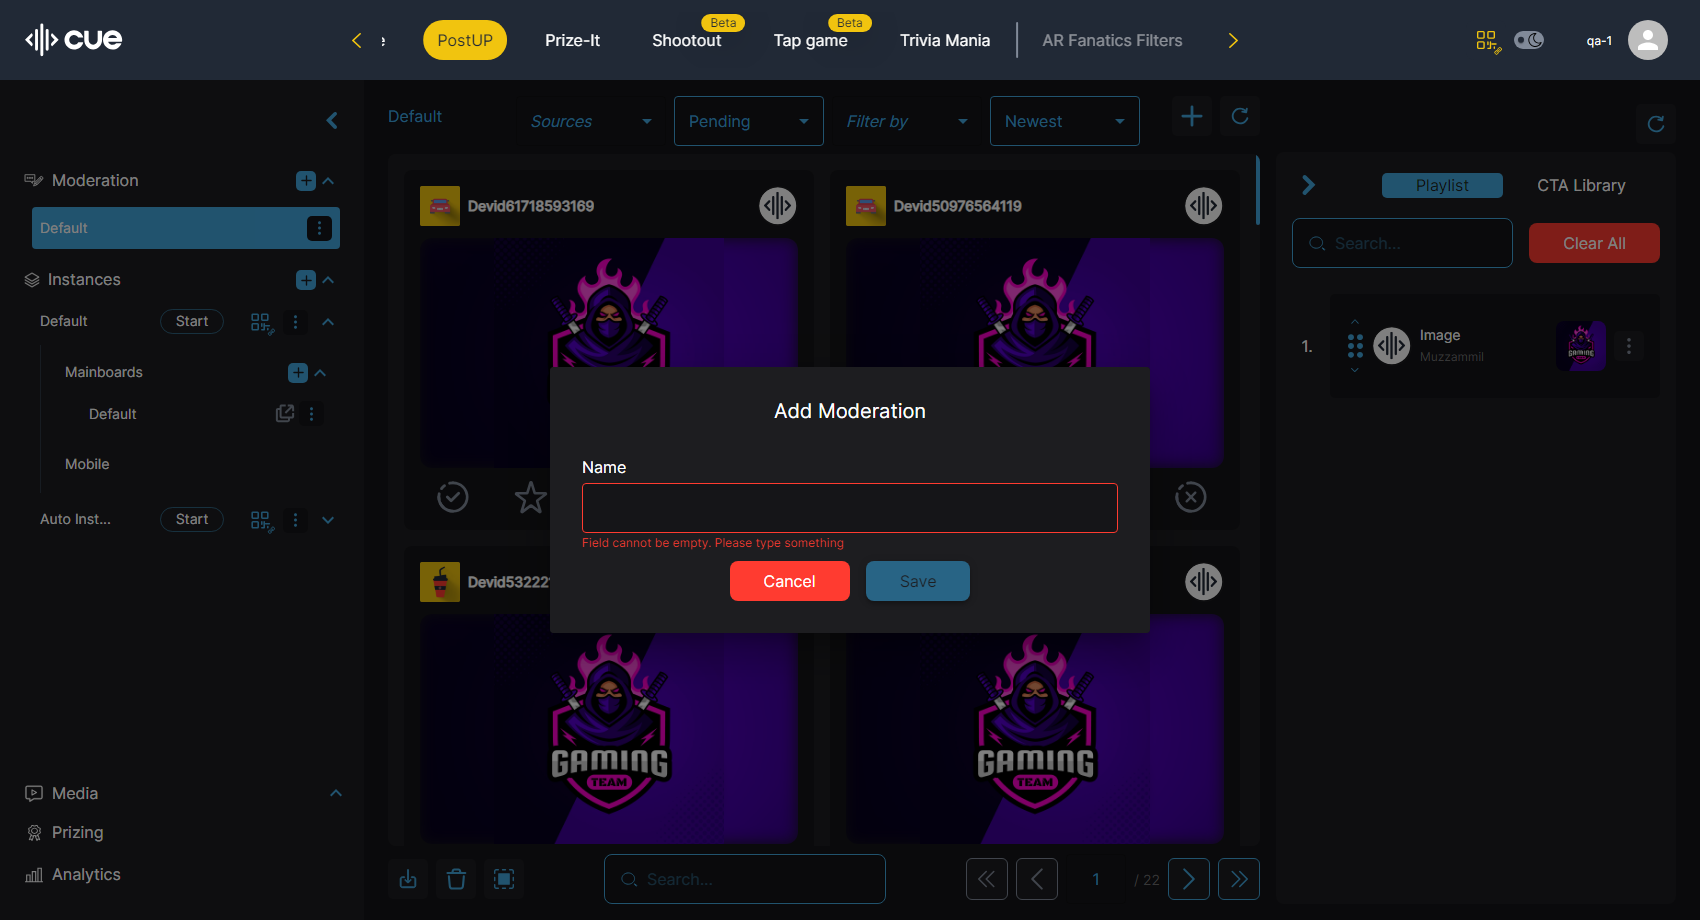 cue
e
PostUP
Prize-It
Beta
Shootout
Beta
Tap game
Trivia Mania
AR Fanatics Filters
qa-1
Default
Sources
Pending
Filter by
Newest
Moderation
Default
Instances
Default
Start
Mainboards
Default
Mobile
Auto Inst...
Start
Media
Prizing
Analytics
Devid61718593169
Devid50976564119
Devid532221
GAMING
TEAM
GAMING
TEAM
Add Moderation
Name
Field cannot be empty. Please type something
Cancel
Save
Search...
1
/ 22
Playlist
CTA Library
Search...
Clear All
1.
Image
Muzzammil
GAMING